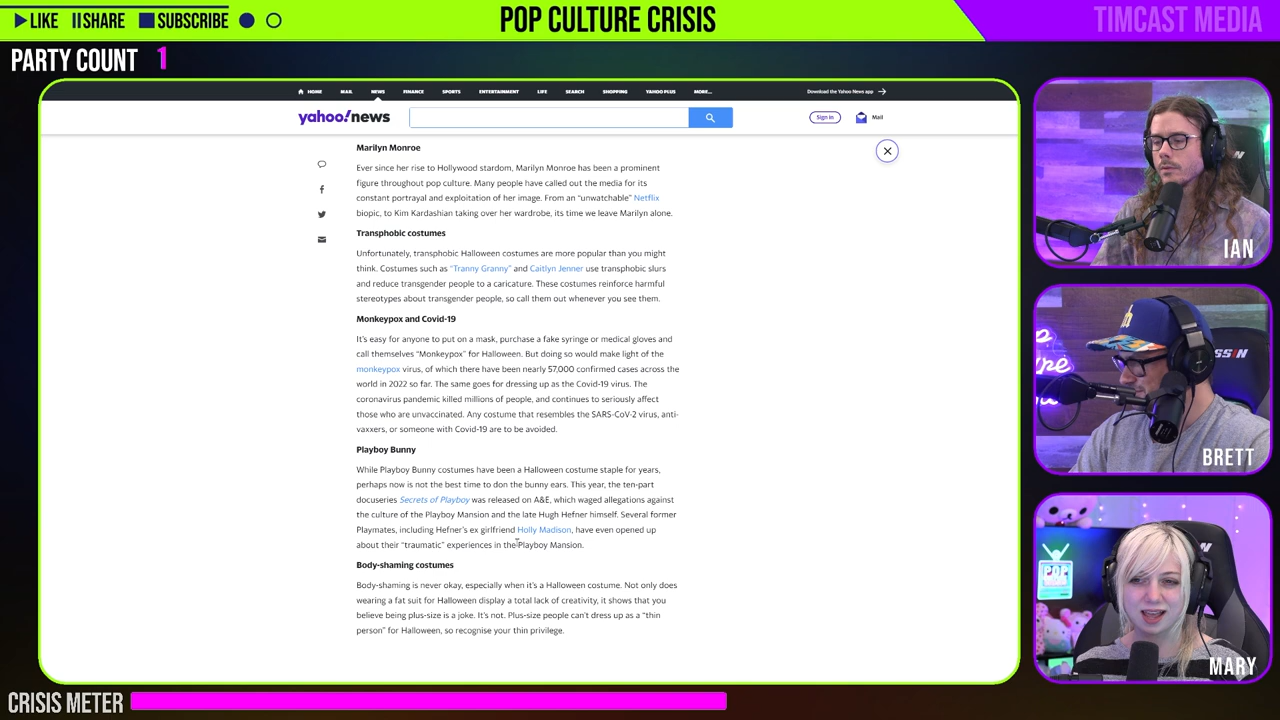 LIKE SHARE SUBSCRIBE
POP CULTURE CRISIS
TIMCAST MEDIA
PARTY COUNT 1
HOME MAIL NEWS FINANCE SPORTS ENTERTAINMENT LIFE SEARCH SHOPPING YAHOO PLUS MORE...
Download the Yahoo News app
yahoo!news
Sign in
Mail
Marilyn Monroe
Ever since her rise to Hollywood stardom, Marilyn Monroe has been a prominent
figure throughout pop culture. Many people have called out the media for its
constant portrayal and exploitation of her image. From an “unwatchable” Netflix
biopic, to Kim Kardashian taking over her wardrobe, its time we leave Marilyn alone.
Transphobic costumes
Unfortunately, transphobic Halloween costumes are more popular than you might
think. Costumes such as “Tranny Granny” and Caitlyn Jenner use transphobic slurs
and reduce transgender people to a caricature. These costumes reinforce harmful
stereotypes about transgender people, so call them out whenever you see them.
Monkeypox and Covid-19
It’s easy for anyone to put on a mask, purchase a fake syringe or medical gloves and
call themselves “Monkeypox” for Halloween. But doing so would make light of the
monkeypox virus, of which there have been nearly 57,000 confirmed cases across the
world in 2022 so far. The same goes for dressing up as the Covid-19 virus. The
coronavirus pandemic killed millions of people, and continues to seriously affect
those who are unvaccinated. Any costume that resembles the SARS-CoV-2 virus, anti-
vaxxers, or someone with Covid-19 are to be avoided.
Playboy Bunny
While Playboy Bunny costumes have been a Halloween costume staple for years,
perhaps now is not the best time to don the bunny ears. This year, the ten-part
docuseries Secrets of Playboy was released on A&E, which waged allegations against
the culture of the Playboy Mansion and the late Hugh Hefner himself. Several former
Playmates, including Hefner’s ex girlfriend Holly Madison, have even opened up
about their “traumatic” experiences in the Playboy Mansion.
Body-shaming costumes
Body-shaming is never okay, especially when it’s a Halloween costume. Not only does
wearing a fat suit for Halloween display a total lack of creativity, it shows that you
believe being plus-size is a joke. It’s not. Plus-size people can’t dress up as a “thin
person” for Halloween, so recognise your thin privilege.
IAN
BRETT
MARY
CRISIS METER